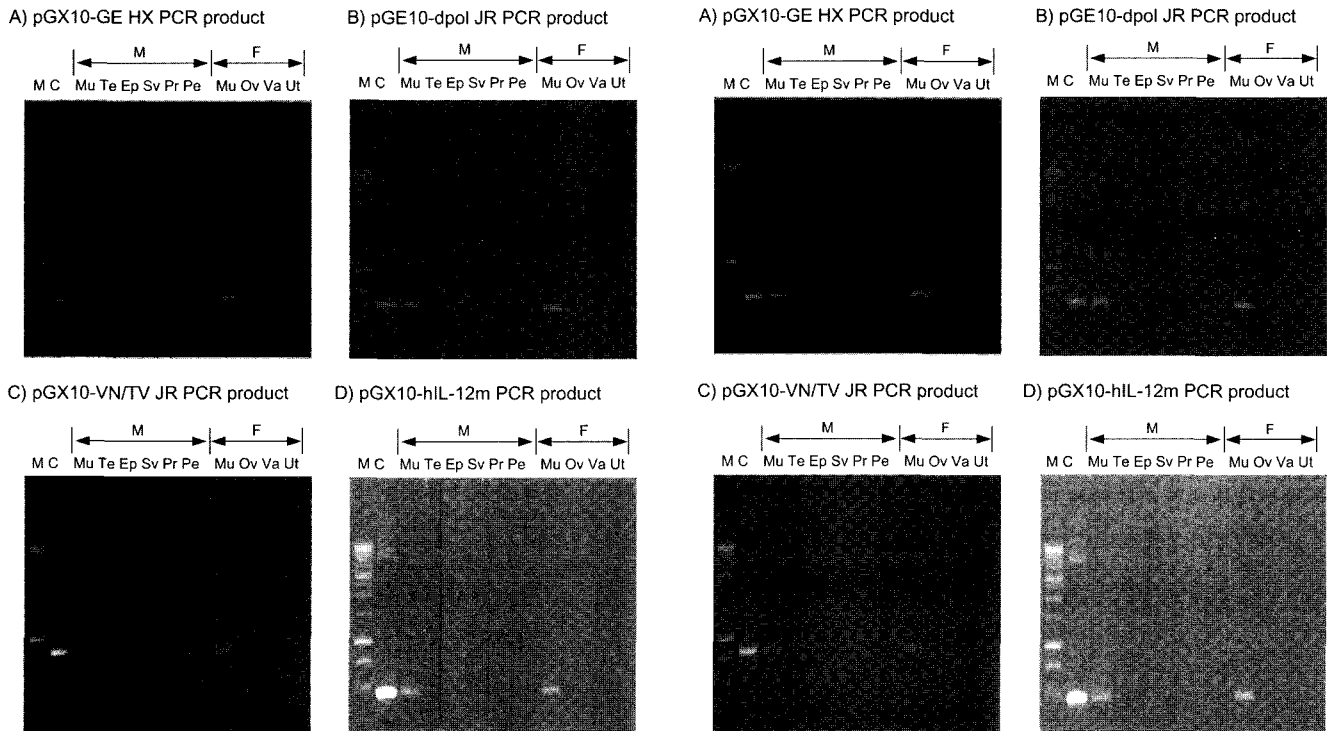 A) pGX10-GE HX PCR product
M
F
M C Mu Te Ep Sv Pr Pe Mu Ov Va Ut
B) pGE10-dpol JR PCR product
M
F
M C Mu Te Ep Sv Pr Pe Mu Ov Va Ut
C) pGX10-VN/TV JR PCR product
M
F
M C Mu Te Ep Sv Pr Pe Mu Ov Va Ut
D) pGX10-hIL-12m PCR product
M
F
M C Mu Te Ep Sv Pr Pe Mu Ov Va Ut
A) pGX10-GE HX PCR product
M
F
M C Mu Te Ep Sv Pr Pe Mu Ov Va Ut
B) pGE10-dpol JR PCR product
M
F
M C Mu Te Ep Sv Pr Pe Mu Ov Va Ut
C) pGX10-VN/TV JR PCR product
M
F
M C Mu Te Ep Sv Pr Pe Mu Ov Va Ut
D) pGX10-hIL-12m PCR product
M
F
M C Mu Te Ep Sv Pr Pe Mu Ov Va Ut